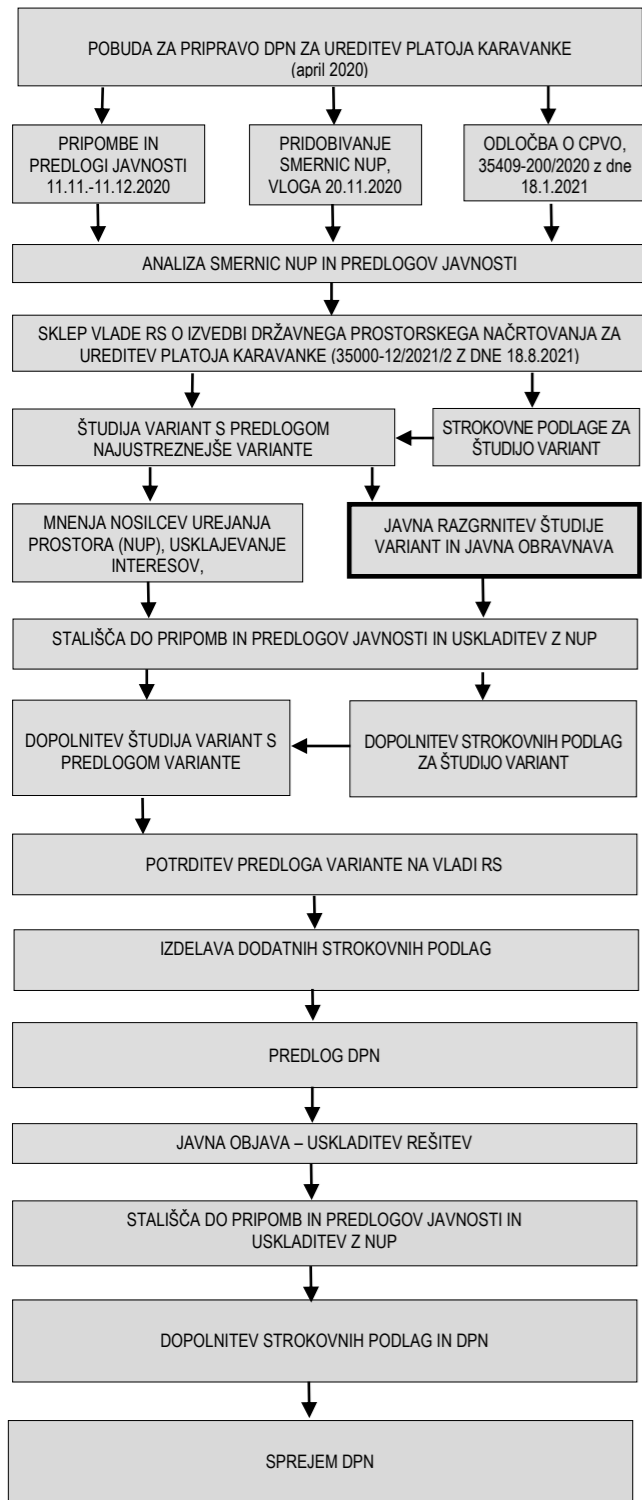 POBUDA ZA PRIPRAVO DPN ZA UREDITEV PLATOJA KARAVANKE
(april 2020)
PRIPOMBE IN
PREDLOGI JAVNOSTI
11.11.-11.12.2020
PRIDOBIVANJE
SMERNIC NUP,
VLOGA 20.11.2020
ODLOČBA O CPVO,
35409-200/2020 z dne
18.1.2021
ANALIZA SMERNIC NUP IN PREDLOGOV JAVNOSTI
SKLEP VLADE RS O IZVEDBI DRŽAVNEGA PROSTORSKEGA NAČRTOVANJA ZA
UREDITEV PLATOJA KARAVANKE (35000-12/2021/2 Z DNE 18.8.2021)
ŠTUDIJA VARIANT S PREDLOGOM
NAJUSTREZNEJŠE VARIANTE
STROKOVNE PODLAGE ZA
ŠTUDIJO VARIANT
MNENJA NOSILCEV UREJANJA
PROSTORA (NUP), USKLAJEVANJE
INTERESOV,
JAVNA RAZGRNITEV ŠTUDIJE
VARIANT IN JAVNA OBRAVNAVA
STALIŠČA DO PRIPOMB IN PREDLOGOV JAVNOSTI IN USKLADITEV Z NUP
DOPOLNITEV ŠTUDIJA VARIANT S
PREDLOGOM VARIANTE
DOPOLNITEV STROKOVNIH PODLAG
ZA ŠTUDIJO VARIANT
POTRDITEV PREDLOGA VARIANTE NA VLADI RS
IZDELAVA DODATNIH STROKOVNIH PODLAG
PREDLOG DPN
JAVNA OBJAVA – USKLADITEV REŠITEV
STALIŠČA DO PRIPOMB IN PREDLOGOV JAVNOSTI IN
USKLADITEV Z NUP
DOPOLNITEV STROKOVNIH PODLAG IN DPN
SPREJEM DPN